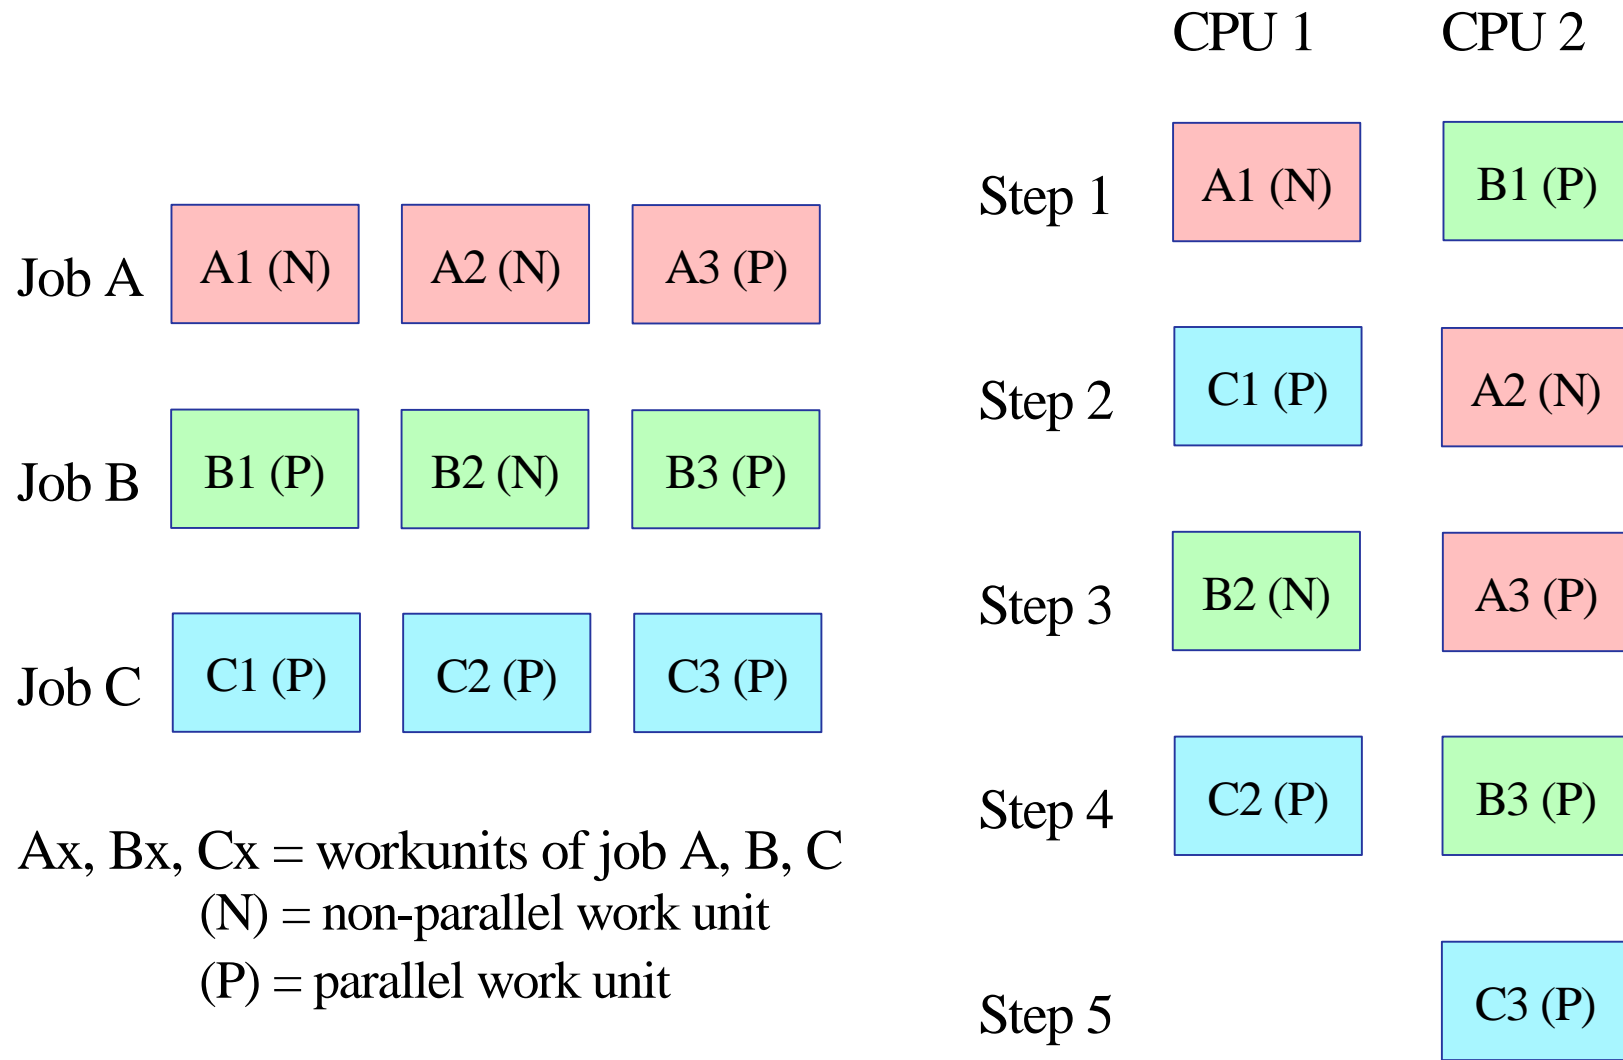 Job A A1 (N) A2 (N) A3 (P)
Job B B1 (P) B2 (N) B3 (P)
Job C C1 (P) C2 (P) C3 (P)
Ax, Bx, Cx = workunits of job A, B, C
(N) = non-parallel work unit
(P) = parallel work unit
CPU 1 CPU 2
Step 1 A1 (N) B1 (P)
Step 2 C1 (P) A2 (N)
Step 3 B2 (N) A3 (P)
Step 4 C2 (P) B3 (P)
Step 5 C3 (P)